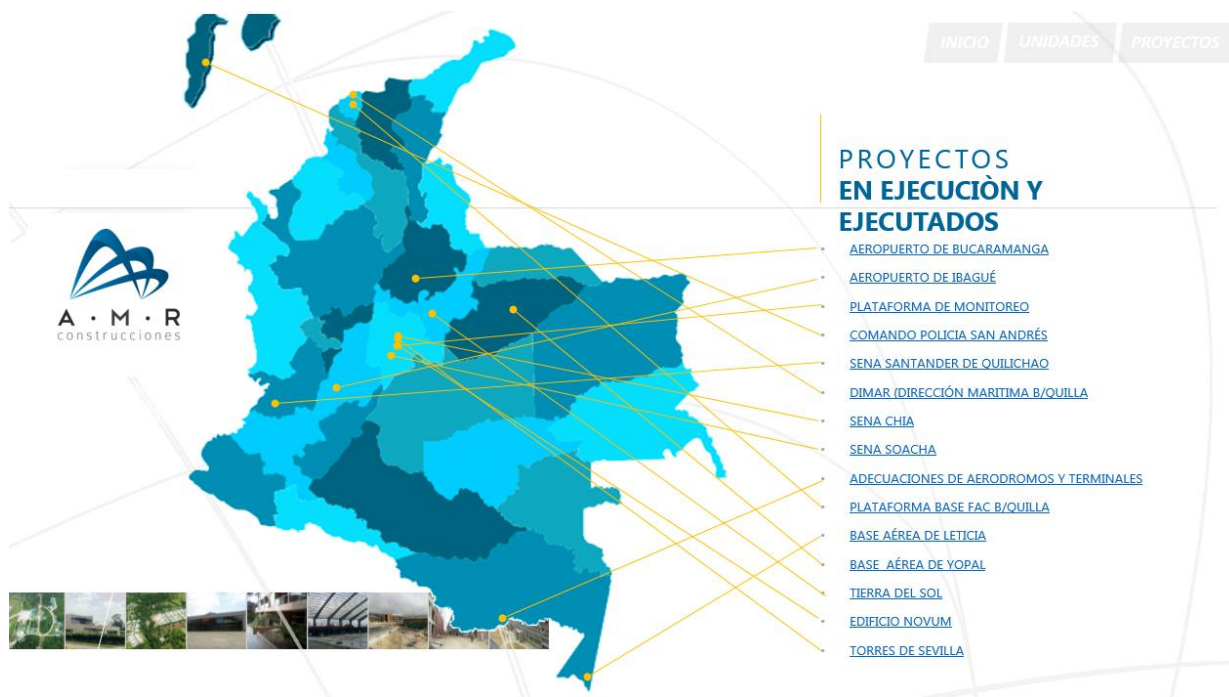 INICIO UNIDADES PROYECTOS
PROYECTOS
EN EJECUCIÒN Y
EJECUTADOS
A · M · R
construcciones
AEROPUERTO DE BUCARAMANGA
AEROPUERTO DE IBAGUÉ
PLATAFORMA DE MONITOREO
COMANDO POLICIA SAN ANDRÉS
SENA SANTANDER DE QUILICHAO
DIMAR (DIRECCIÓN MARITIMA B/QUILLA
SENA CHIA
SENA SOACHA
ADECUACIONES DE AERODROMOS Y TERMINALES
PLATAFORMA BASE FAC B/QUILLA
BASE AÉREA DE LETICIA
BASE AÉREA DE YOPAL
TIERRA DEL SOL
EDIFICIO NOVUM
TORRES DE SEVILLA